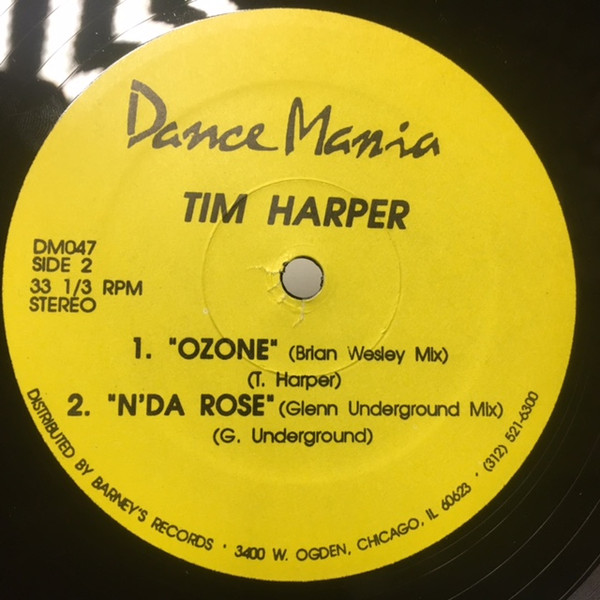 Dance Mania
TIM HARPER
DM047
SIDE 2
33 1/3 RPM
STEREO
1. "OZONE" (Brian Wesley Mix)
(T. Harper)
2. "N'DA ROSE" (Glenn Underground Mix)
(G. Underground)
DISTRIBUTED BY BARNEY'S RECORDS · 3400 W. OGDEN, CHICAGO, IL 60623 · (312) 521-6300